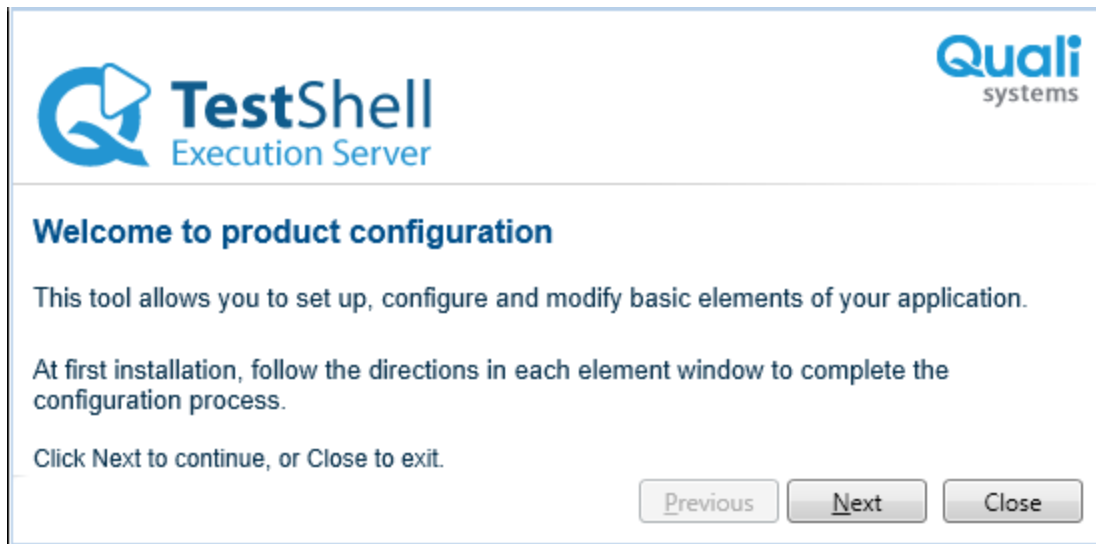 TestShell
Execution Server
Quali
systems
Welcome to product configuration
This tool allows you to set up, configure and modify basic elements of your application.
At first installation, follow the directions in each element window to complete the
configuration process.
Click Next to continue, or Close to exit.
Previous
Next
Close